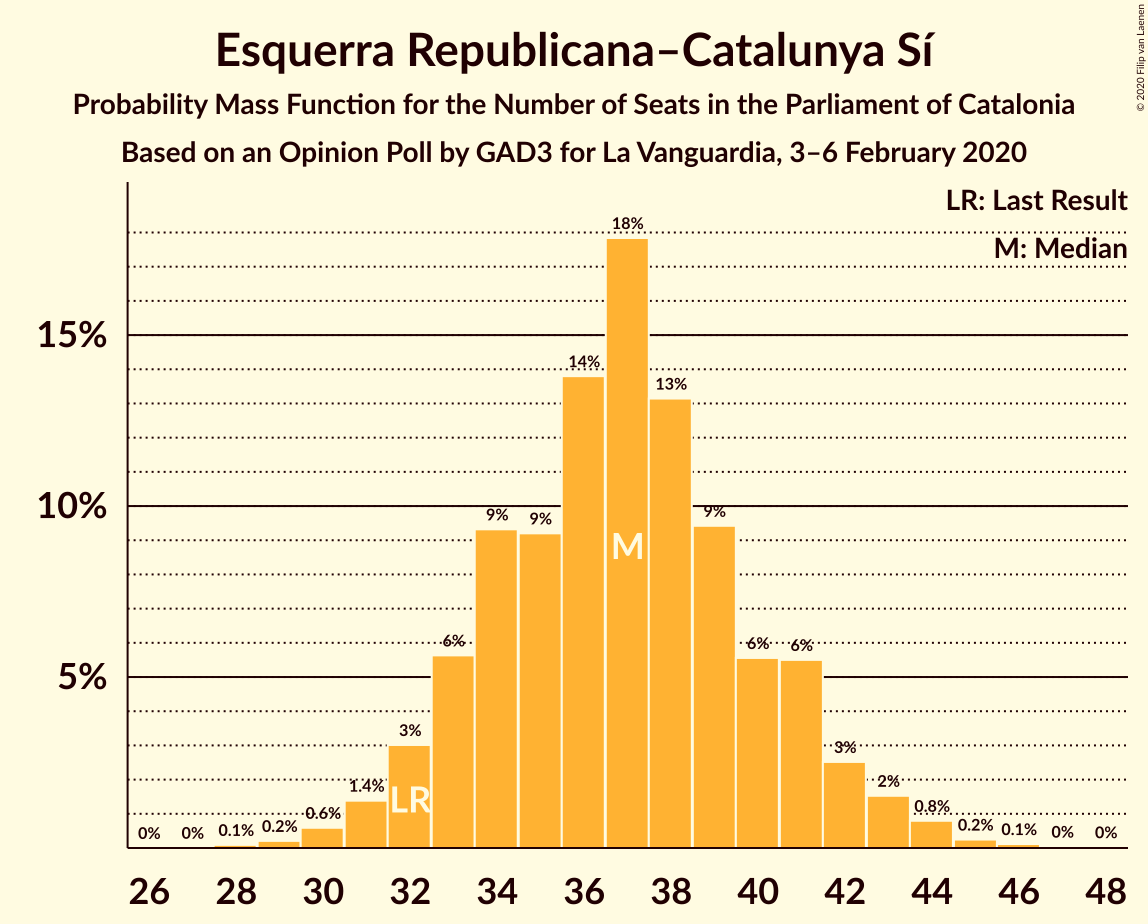 Esquerra Republicana–Catalunya Sí
Probability Mass Function for the Number of Seats in the Parliament of Catalonia
Based on an Opinion Poll by GAD3 for La Vanguardia, 3–6 February 2020
© 2020 Filip van Laenen
LR: Last Result
M: Median
15%
10%
5%
0% 0% 0.1% 0.2% 0.6% 1.4% 3% 6% 9% 9% 14% 18% 13% 9% 6% 6% 3% 2% 0.8% 0.2% 0.1% 0% 0%
M
LR
26 28 30 32 34 36 38 40 42 44 46 48